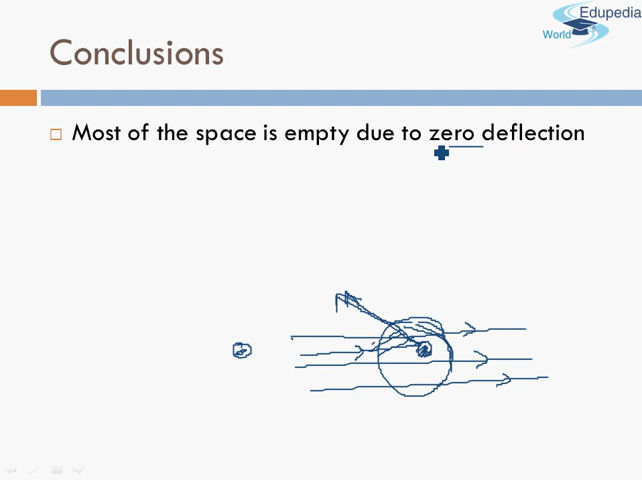 Edupedia
World
Conclusions
Most of the space is empty due to zero deflection